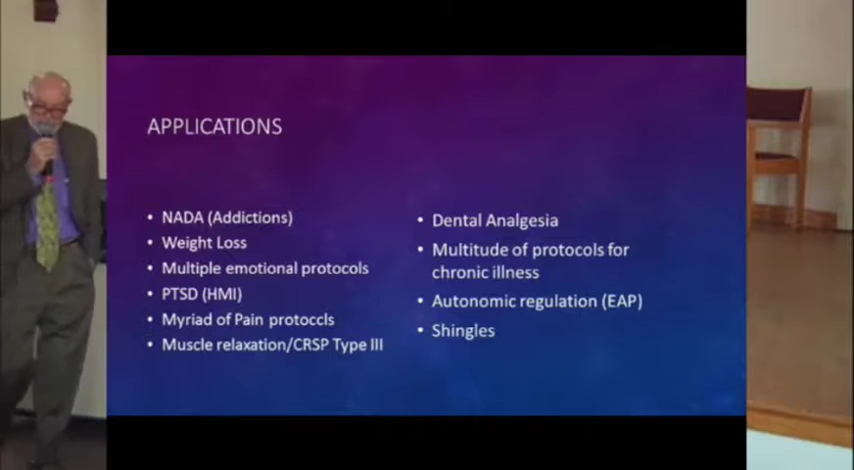 APPLICATIONS
• NADA (Addictions)
• Weight Loss
• Multiple emotional protocols
• PTSD (HMI)
• Myriad of Pain protoccls
• Muscle relaxation/CRSP Type III
• Dental Analgesia
• Multitude of protocols for
chronic illness
• Autonomic regulation (EAP)
• Shingles